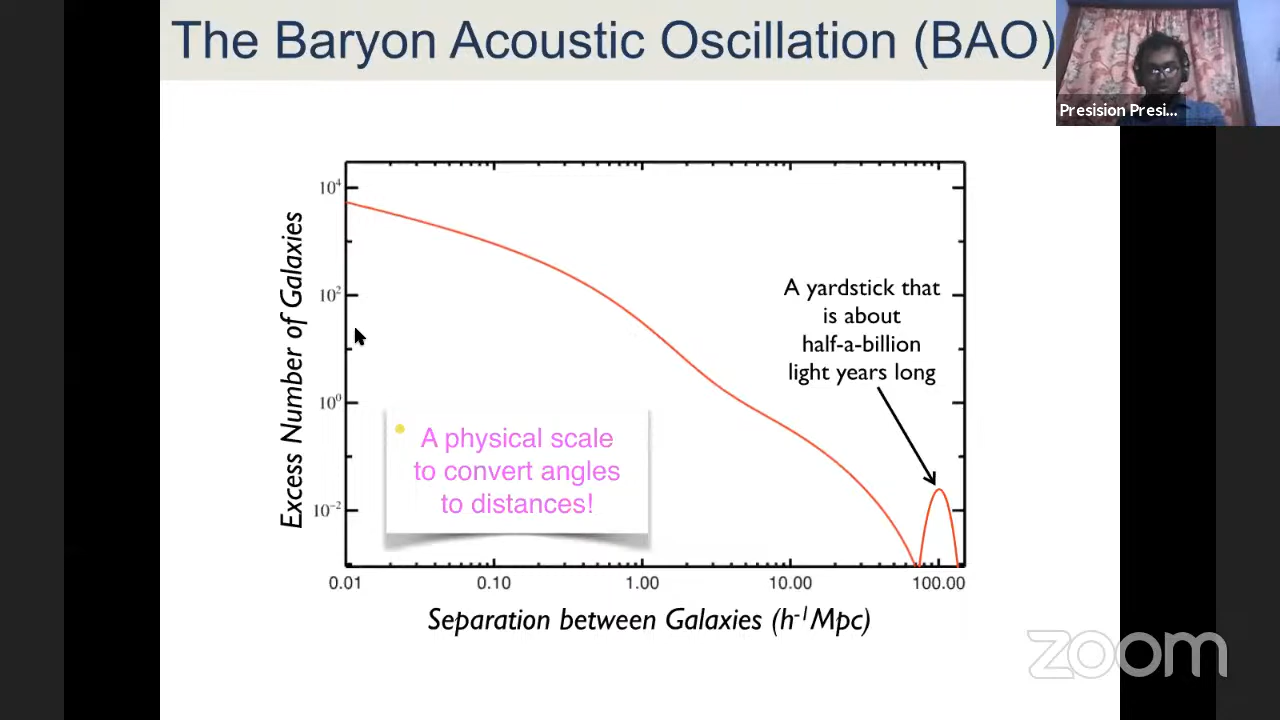 The Baryon Acoustic Oscillation (BAO)
Presision Presi...
10⁴
10²
10⁰
10⁻²
Excess Number of Galaxies
A yardstick that
is about
half-a-billion
light years long
A physical scale
to convert angles
to distances!
0.01 0.10 1.00 10.00 100.00
Separation between Galaxies (h⁻¹Mpc)
zoom